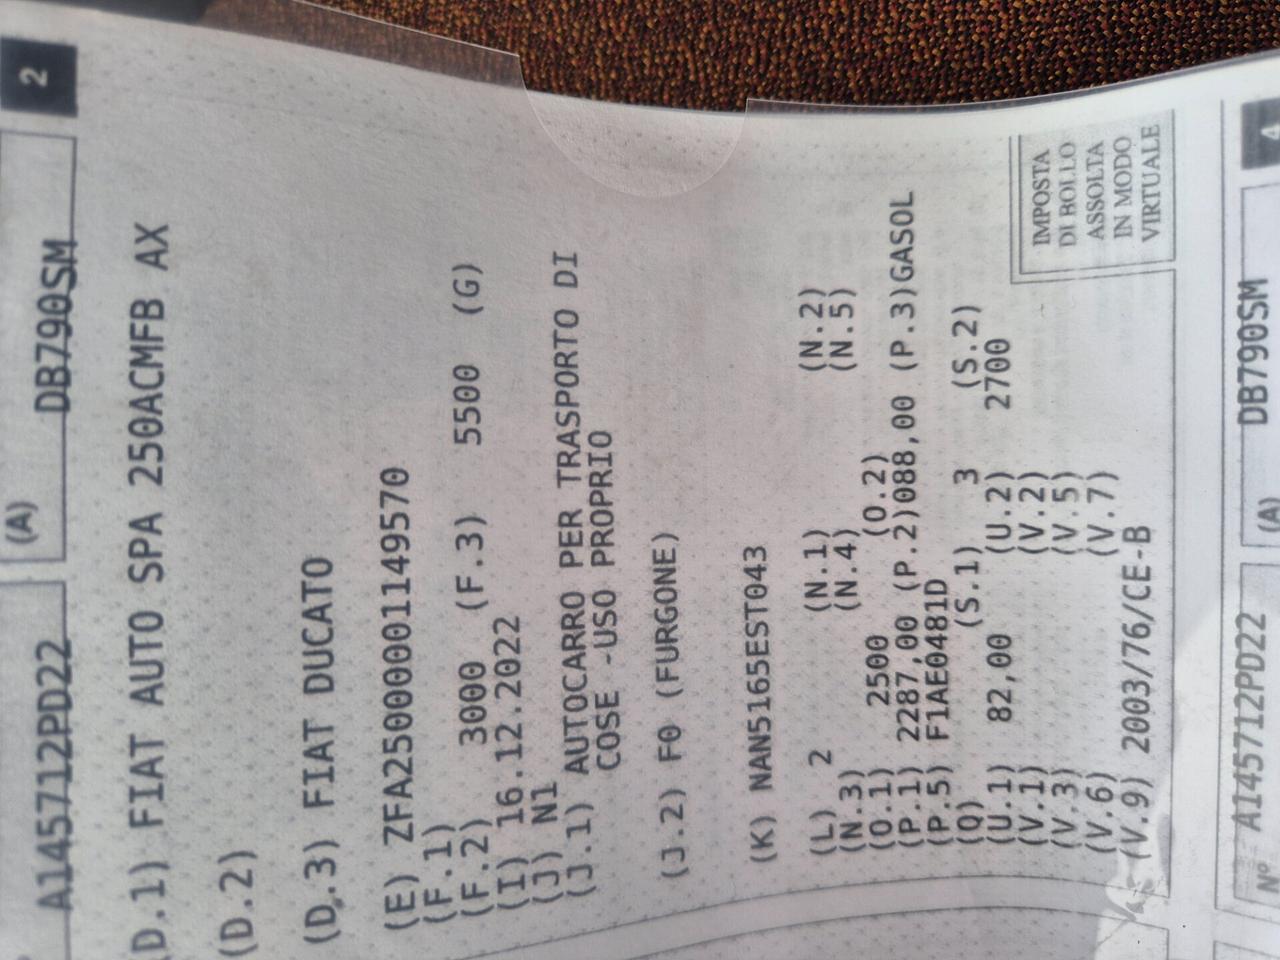 2
A145712PD22
(A)
DB790SM
D.1) FIAT AUTO SPA 250ACMFB AX
(D.2)
(D.3) FIAT DUCATO
(E) ZFA25000001149570
(F.1)
(F.2) 3000 (F.3) 5500 (G)
(I) 16.12.2022
(J) N1
(J.1) AUTOCARRO PER TRASPORTO DI
COSE -USO PROPRIO
(J.2) F0 (FURGONE)
(K) NAN5165EST043
(L) 2 (N.1) (N.2)
(N.3) (N.4) (N.5)
(O.1) 2500 (O.2)
(P.1) 2287,00 (P.2)088,00 (P.3)GASOL
(P.5) F1AE0481D
(Q) (S.1) 3 (S.2)
(U.1) 82,00 (U.2) 2700
(V.1) (V.2)
(V.3) (V.5)
(V.6) (V.7)
(V.9) 2003/76/CE-B
IMPOSTA
DI BOLLO
ASSOLTA
IN MODO
VIRTUALE
4
Nº A145712PD22
(A)
DB790SM